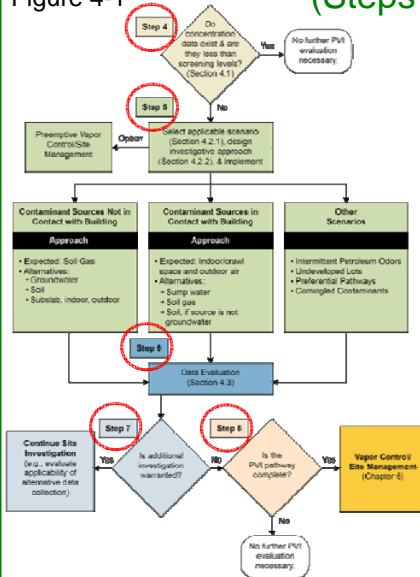 Figure 4-1
(Steps
Step 4
Do
concentration
data exist & are
they less than
screening levels?
(Section 4.1)
Yes
No further PVI
evaluation
necessary.
No
Step 5
Preemptive Vapor
Control/Site
Management
Option
Select applicable scenario
(Section 4.2.1), design
investigative approach
(Section 4.2.2), & implement
Contaminant Sources Not in
Contact with Building
Approach
• Expected: Soil Gas
• Alternatives:
◦ Groundwater
◦ Soil
◦ Subslab, indoor, outdoor
Contaminant Sources in
Contact with Building
Approach
• Expected: Indoor/crawl
space and outdoor air
• Alternatives:
◦ Sump water
◦ Soil gas
◦ Soil, if source is not
groundwater
Other
Scenarios
• Intermittent Petroleum Odors
• Undeveloped Lots
• Preferential Pathways
• Comingled Contaminants
Step 6
Data Evaluation
(Section 4.3)
Step 7
Continue Site
Investigation
(e.g., evaluate
applicability of
alternative data
collection)
Yes
Is additional
investigation
warranted?
No
Step 8
Is the
PVI pathway
complete?
Yes
Vapor Control/
Site Management
(Chapter 6)
No
No further PVI
evaluation
necessary.